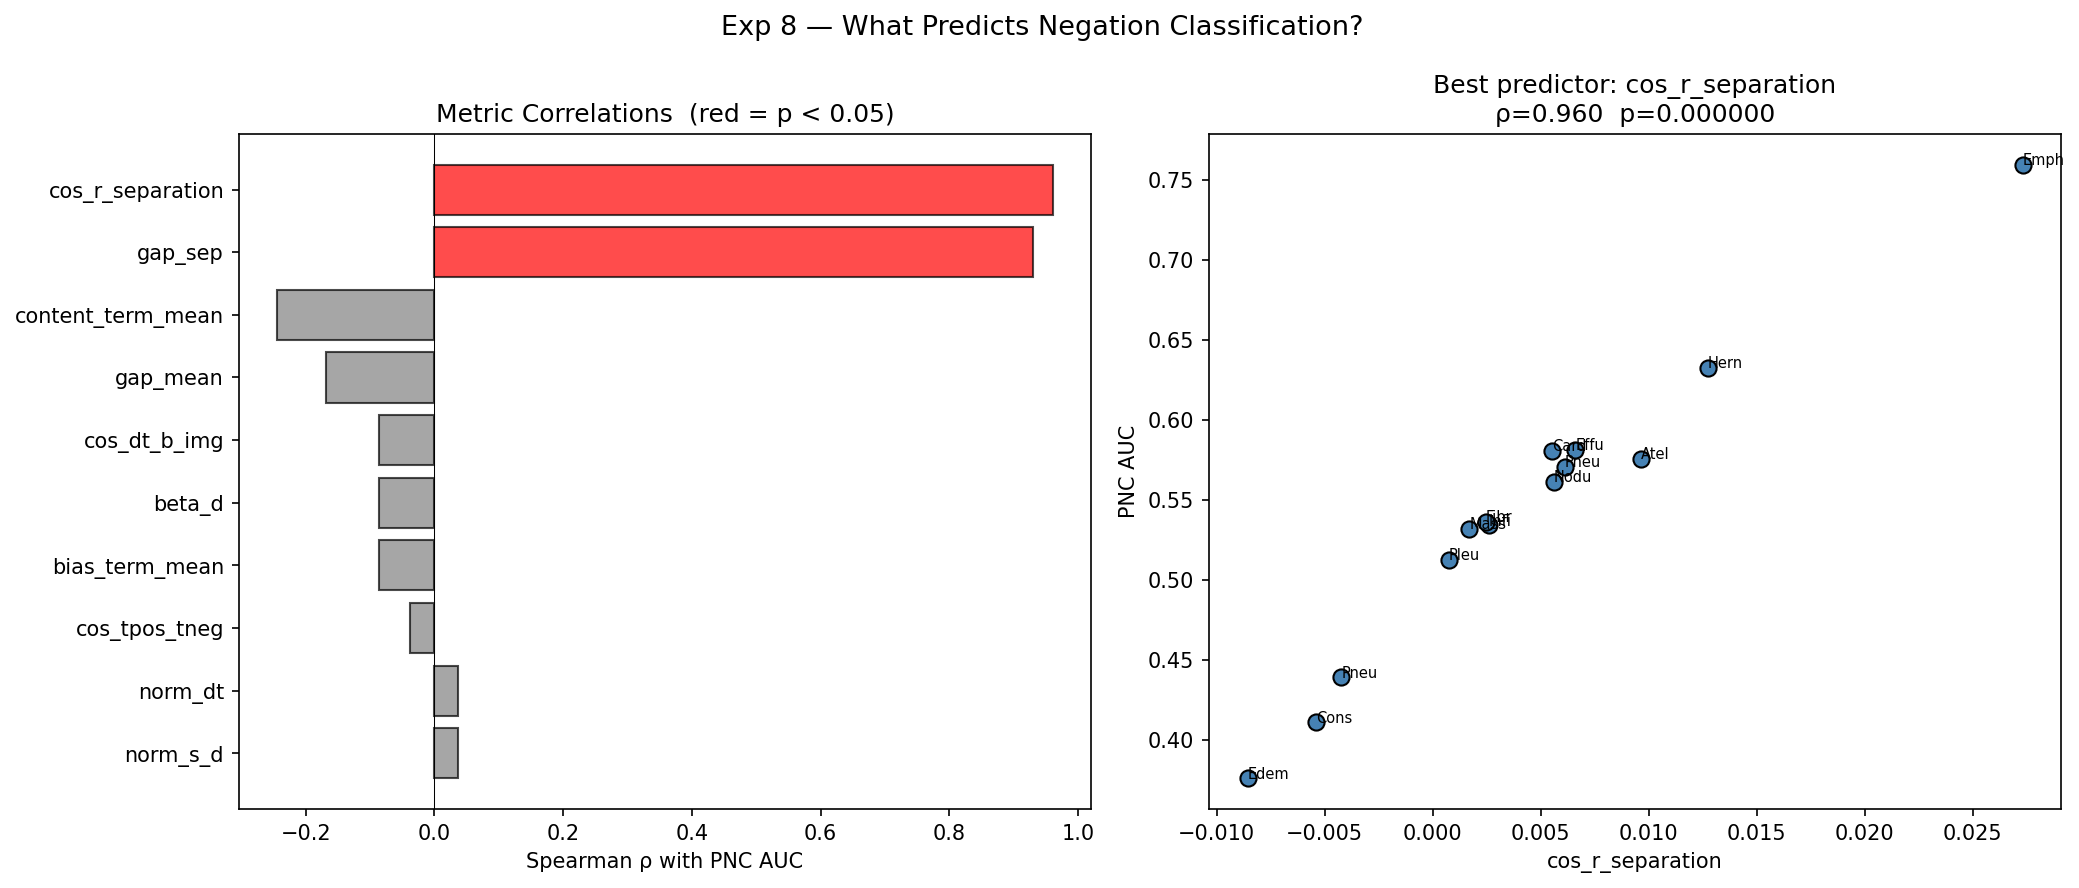 Exp 8 — What Predicts Negation Classification?
Metric Correlations  (red = p < 0.05)
cos_r_separation
gap_sep
content_term_mean
gap_mean
cos_dt_b_img
beta_d
bias_term_mean
cos_tpos_tneg
norm_dt
norm_s_d
−0.2
0.0
0.2
0.4
0.6
0.8
1.0
Spearman ρ with PNC AUC
Best predictor: cos_r_separation
ρ=0.960  p=0.000000
PNC AUC
0.75
0.70
0.65
0.60
0.55
0.50
0.45
0.40
Emph
Hern
Effu
Atel
Pneu
Nodu
Fibr
Mass
Pleu
Pneu
Cons
Edem
−0.010
−0.005
0.000
0.005
0.010
0.015
0.020
0.025
cos_r_separation